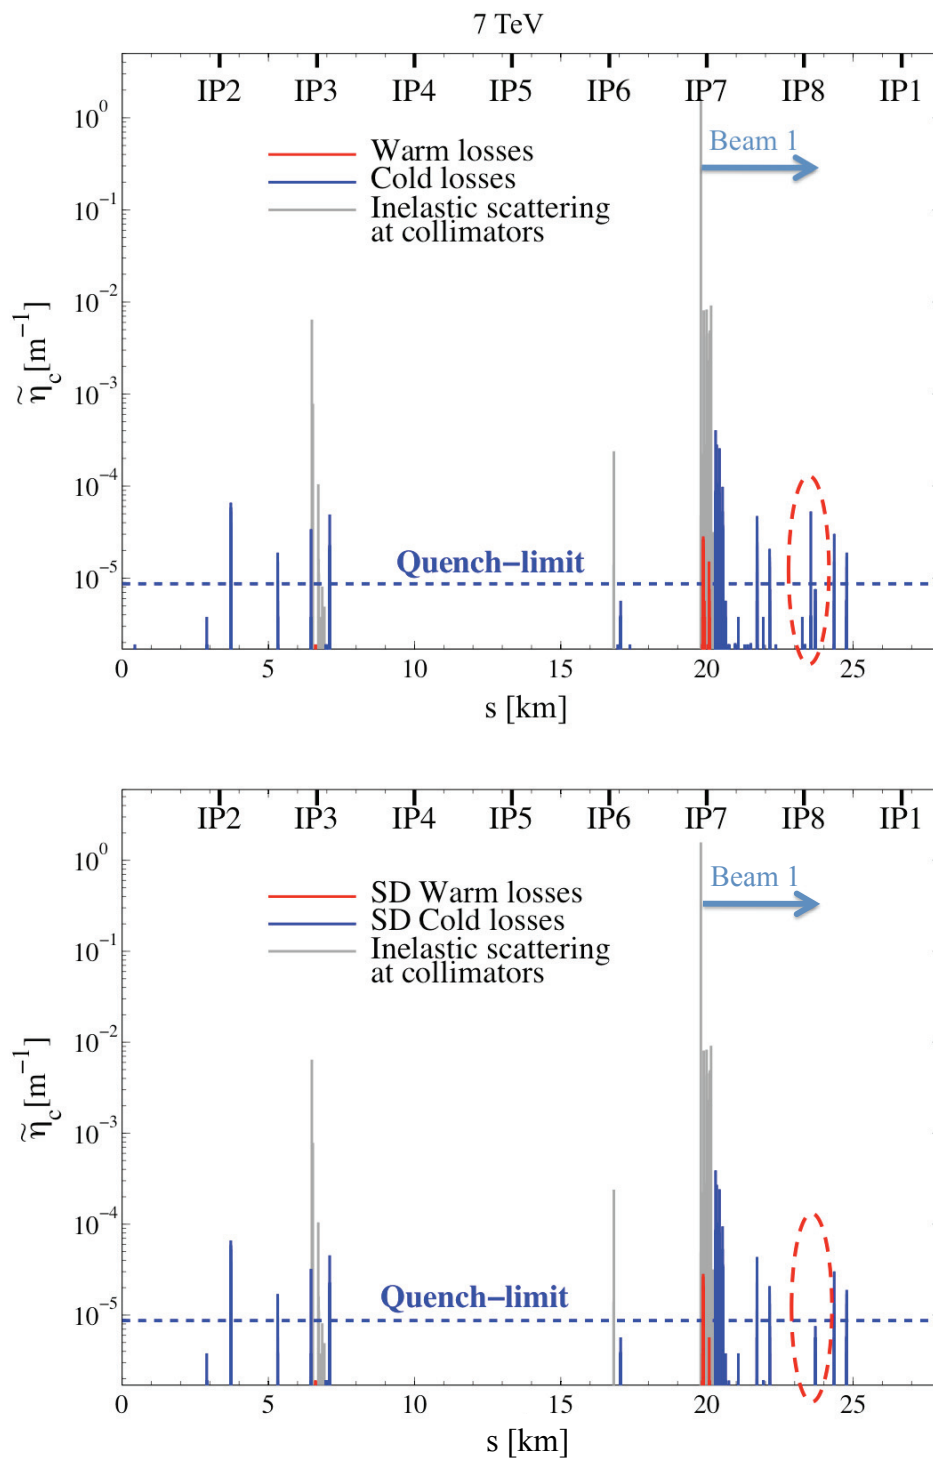 7 TeV
IP2 IP3 IP4 IP5 IP6 IP7 IP8 IP1
10^0
Beam 1
Warm losses
Cold losses
Inelastic scattering
at collimators
10^−1
10^−2
10^−3
10^−4
10^−5
η̃_c[m^−1]
Quench−limit
0 5 10 15 20 25
s [km]
IP2 IP3 IP4 IP5 IP6 IP7 IP8 IP1
10^0
Beam 1
SD Warm losses
SD Cold losses
Inelastic scattering
at collimators
10^−1
10^−2
10^−3
10^−4
10^−5
η̃_c[m^−1]
Quench−limit
0 5 10 15 20 25
s [km]